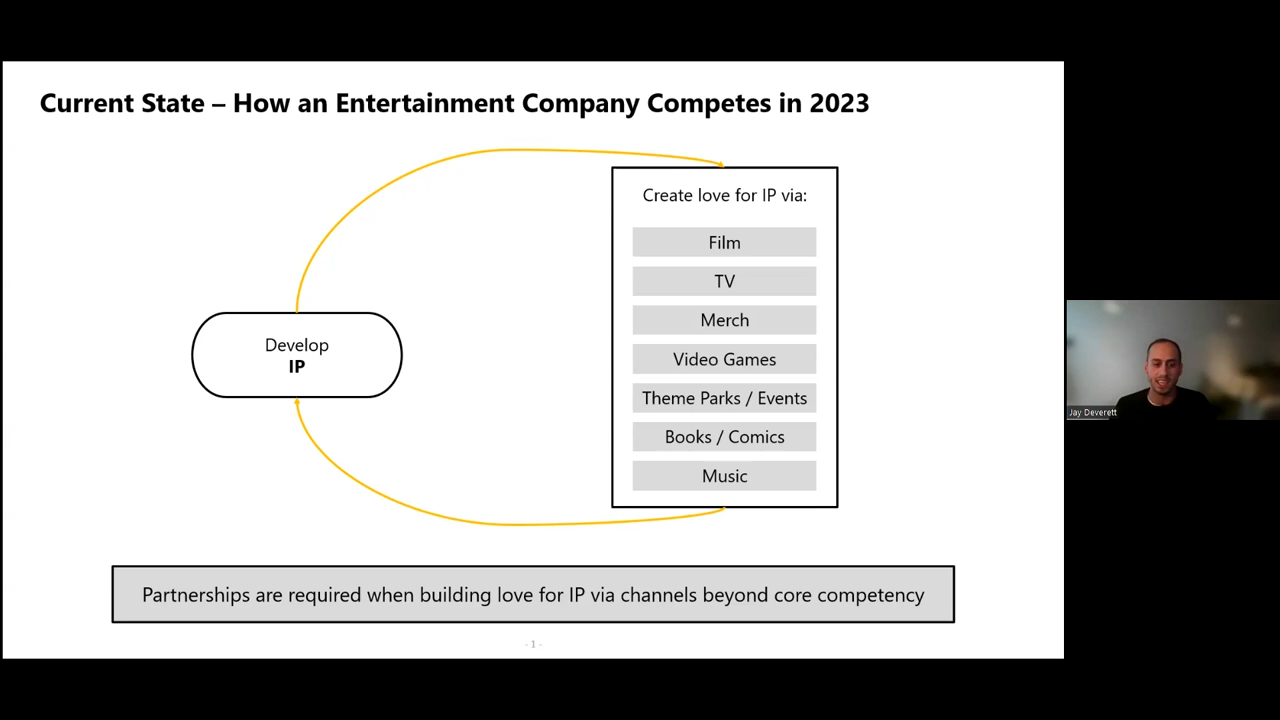 Current State – How an Entertainment Company Competes in 2023
Create love for IP via:
Film
TV
Merch
Video Games
Theme Parks / Events
Books / Comics
Music
Develop
IP
Partnerships are required when building love for IP via channels beyond core competency
- 1 -
Jay Deverett